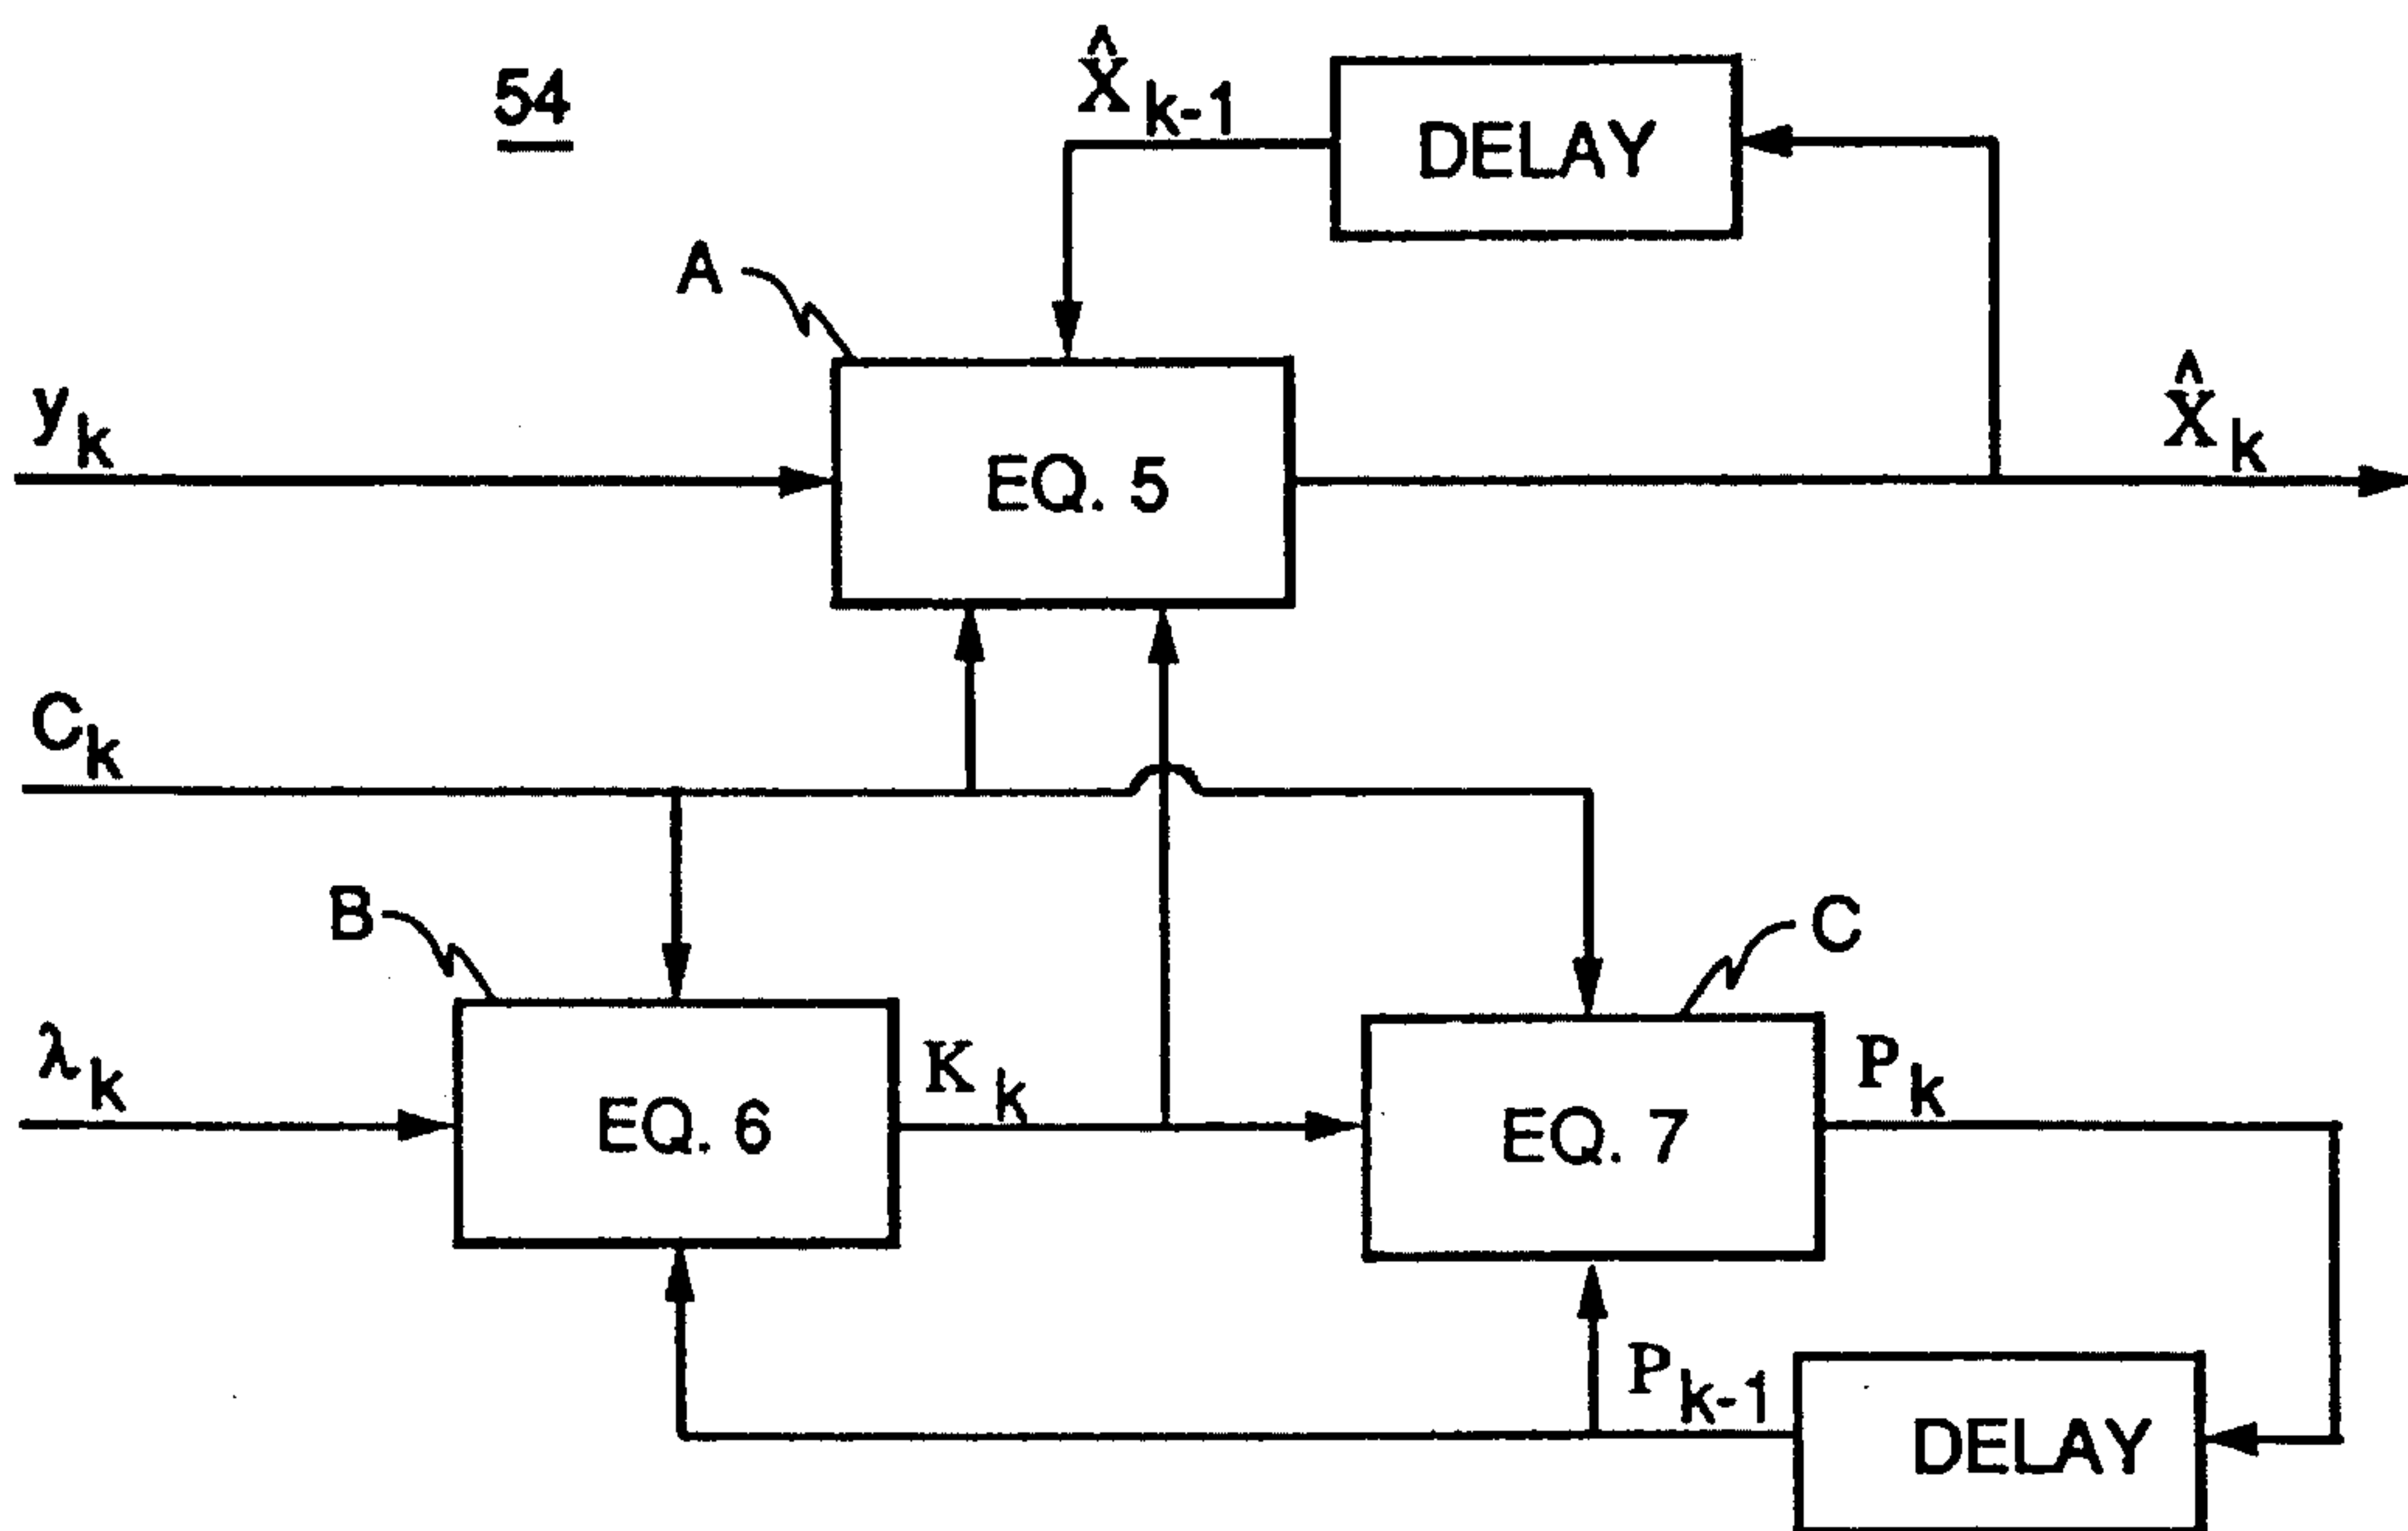 54
X̂k-1
DELAY
A
yk
EQ. 5
X̂k
Ck
B
C
λk
EQ. 6
Kk
EQ. 7
Pk
Pk-1
DELAY